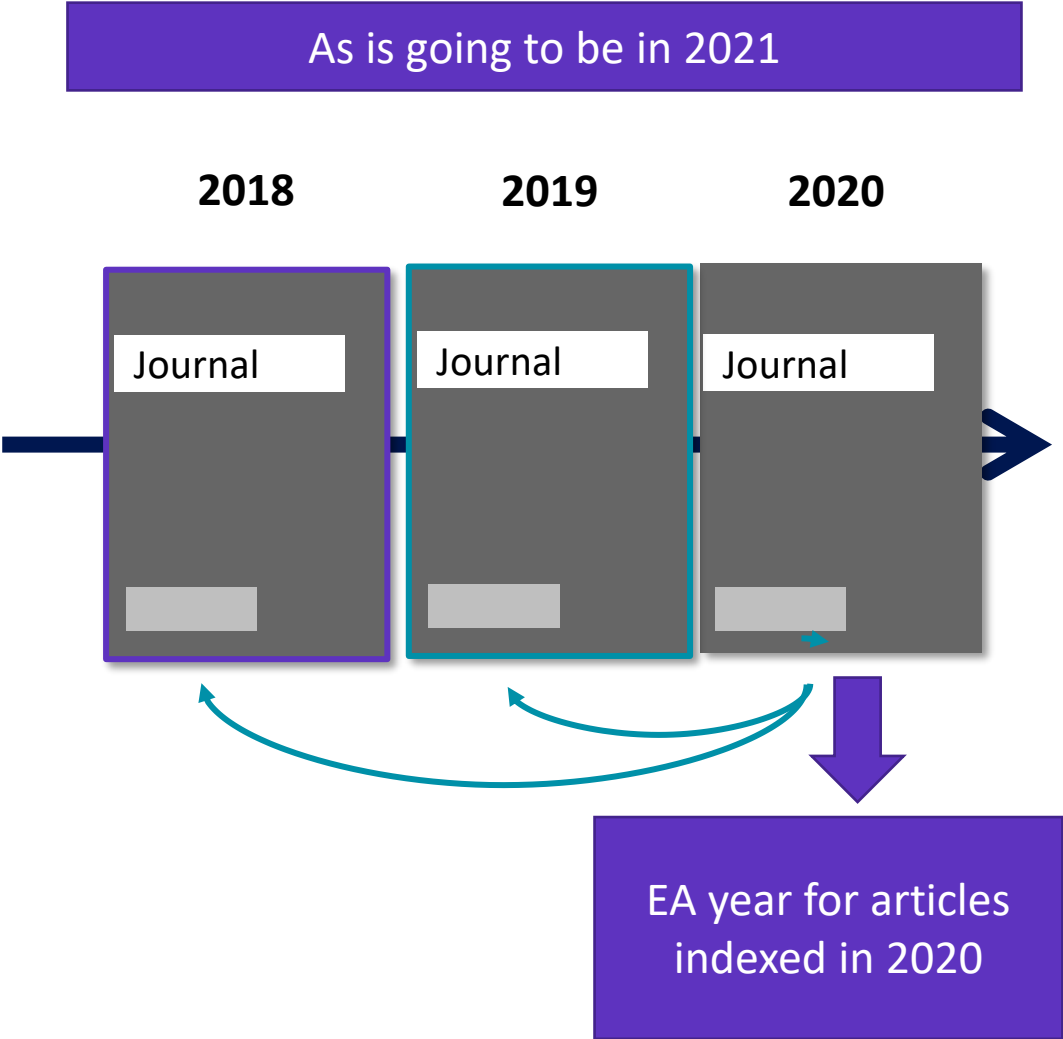 As is going to be in 2021
2018 2019 2020
Journal Journal Journal
EA year for articles
indexed in 2020